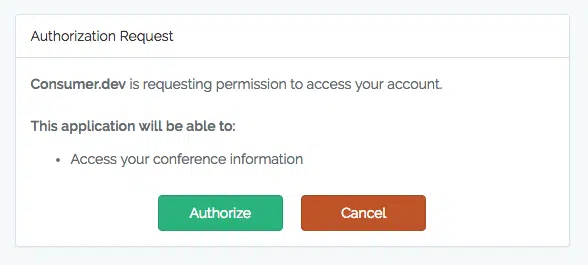 Authorization Request
Consumer.dev is requesting permission to access your account.
This application will be able to:
• Access your conference information
Authorize
Cancel